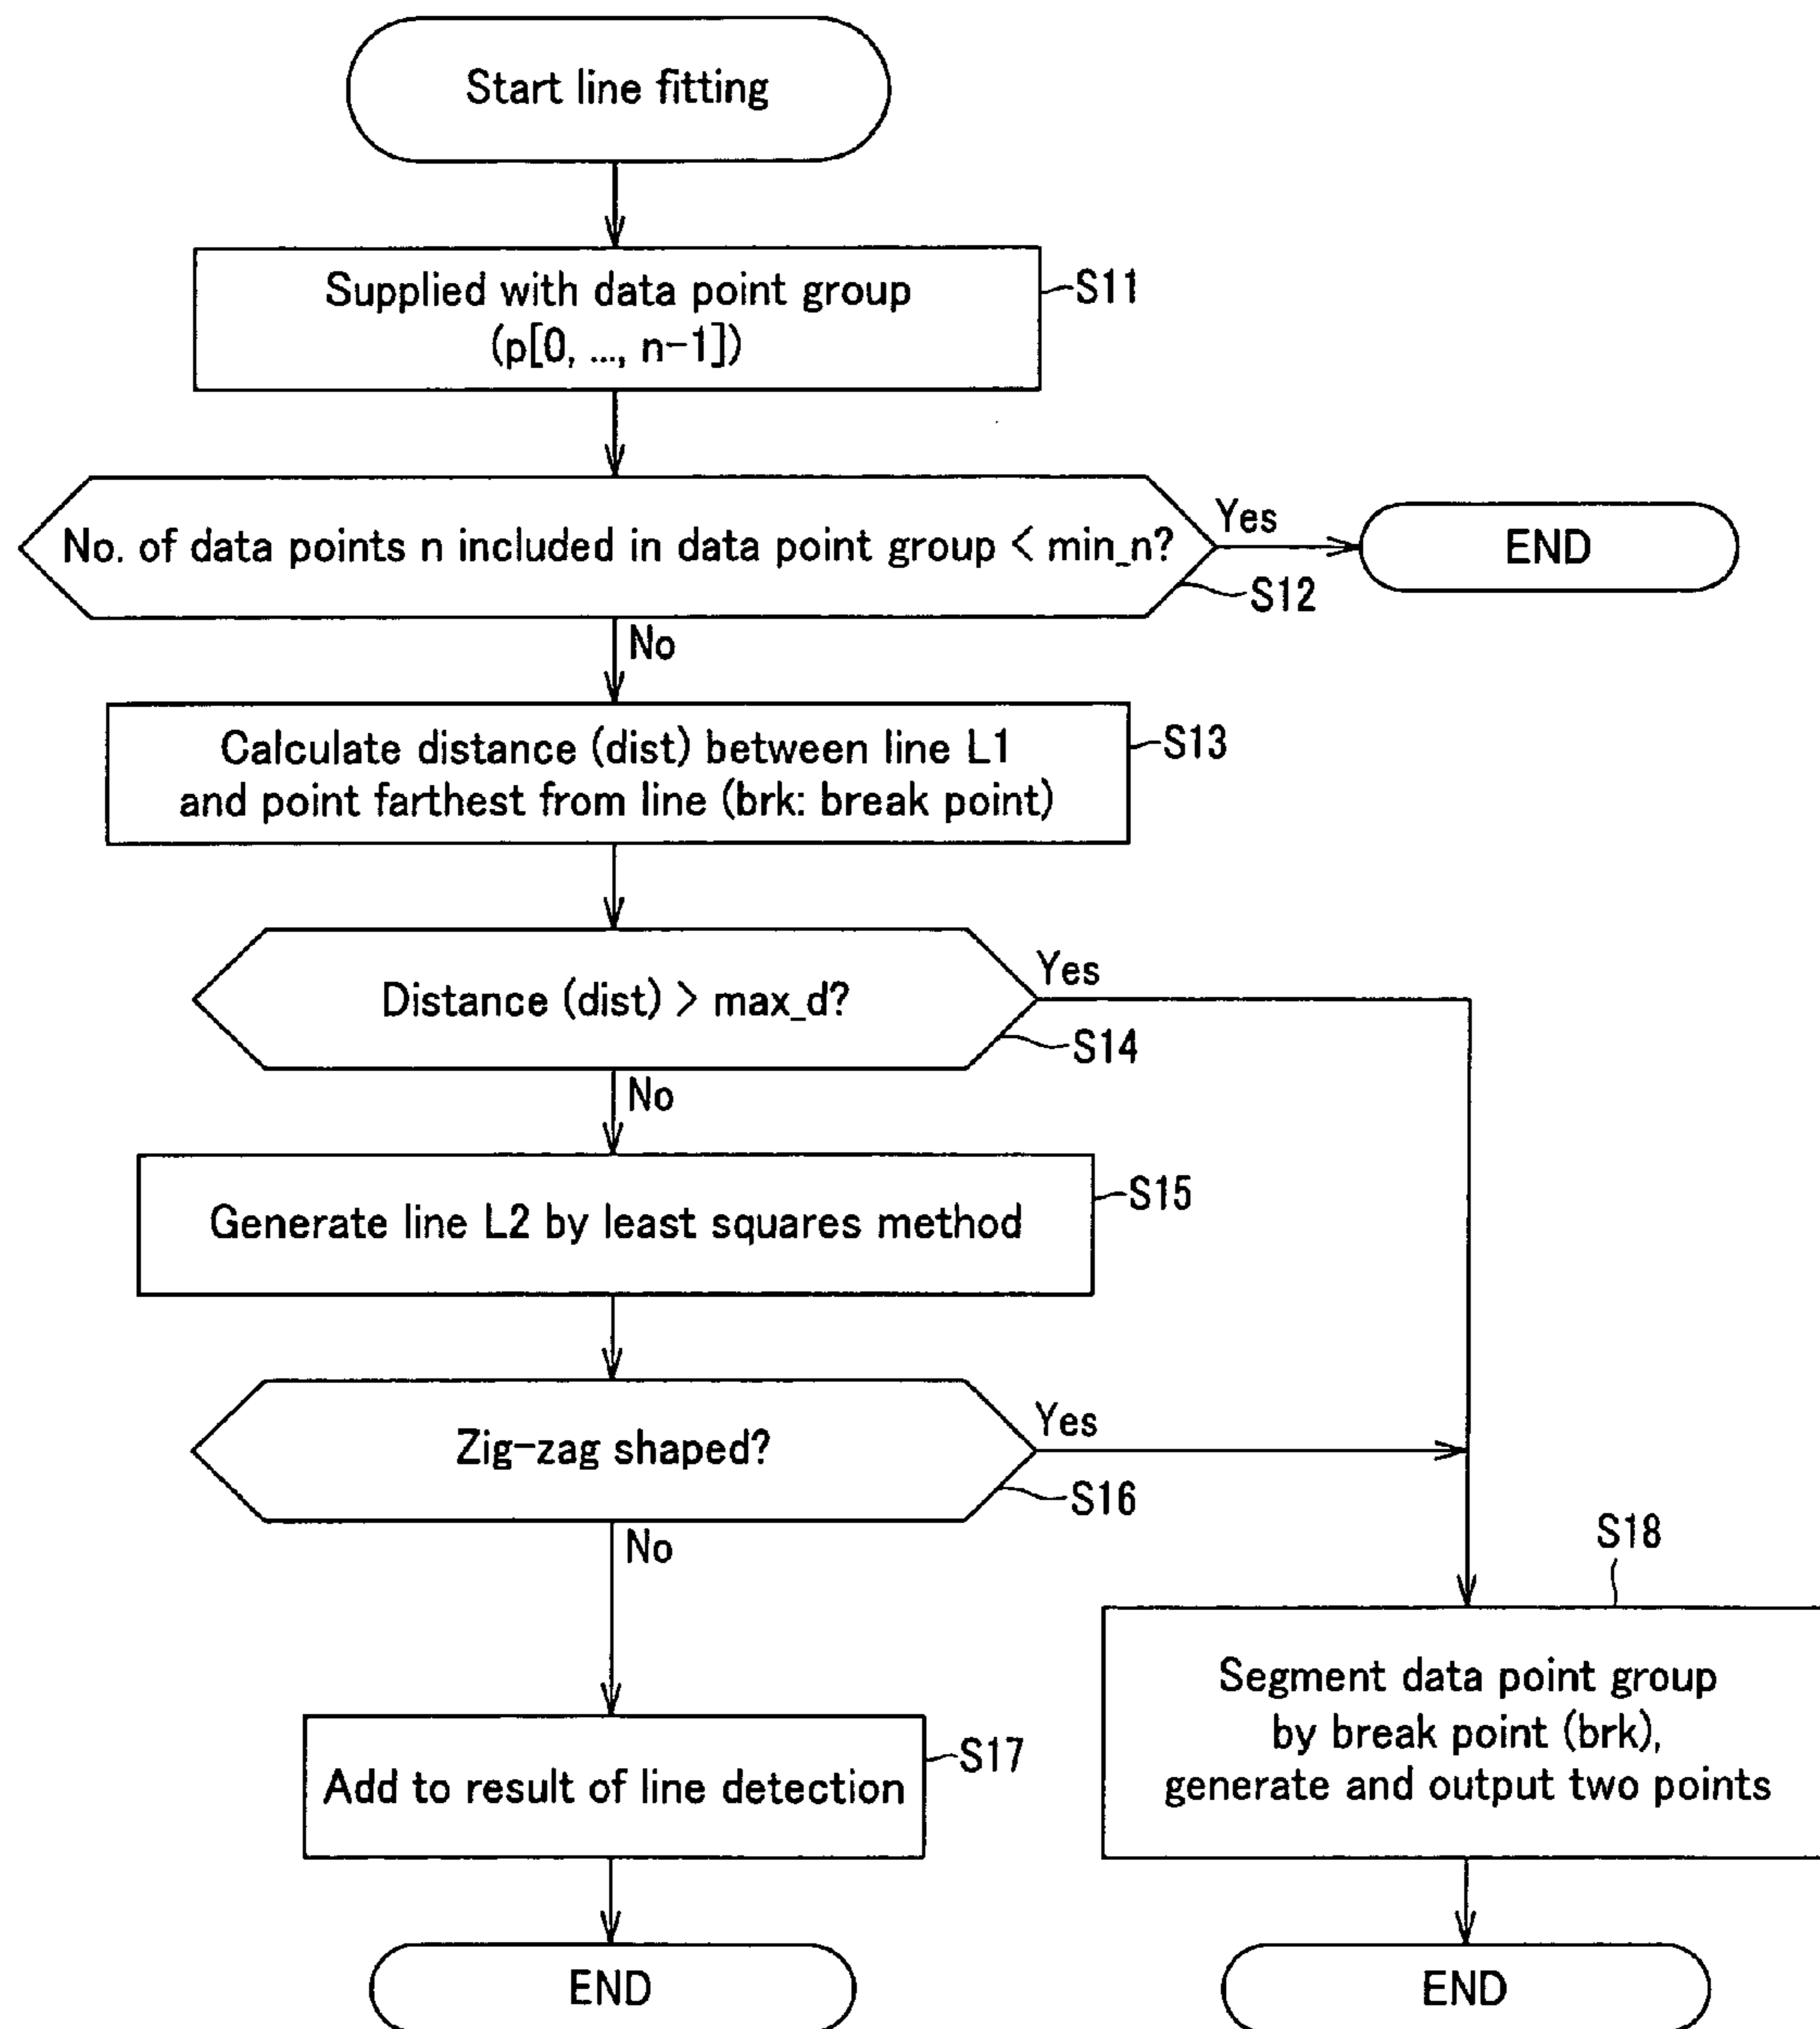 Start line fitting
Supplied with data point group
(p[0, ..., n-1])
S11
No. of data points n included in data point group < min_n?
Yes
END
S12
No
Calculate distance (dist) between line L1
and point farthest from line (brk: break point)
S13
Distance (dist) > max_d?
Yes
S14
No
Generate line L2 by least squares method
S15
Zig-zag shaped?
Yes
S16
No
S18
Segment data point group
by break point (brk),
generate and output two points
Add to result of line detection
S17
END
END